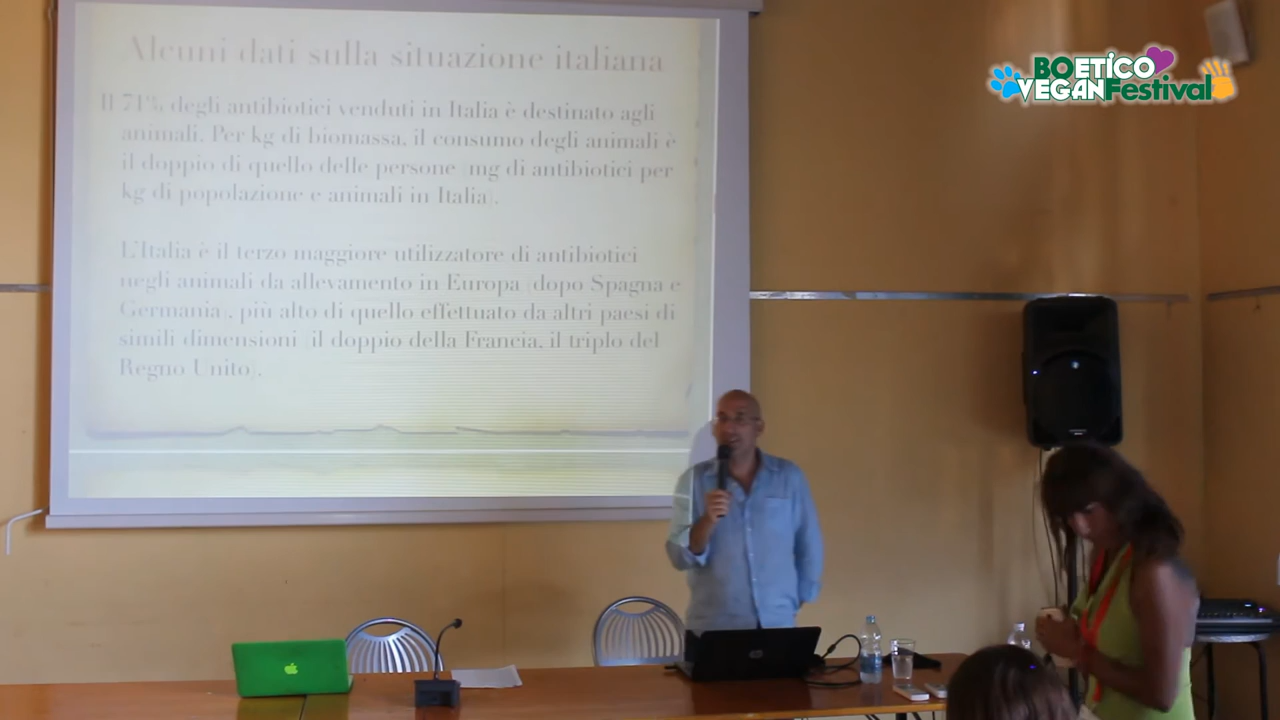 Alcuni dati sulla situazione italiana
Il 71% degli antibiotici venduti in Italia è destinato agli
animali. Per kg di biomassa, il consumo degli animali è
il doppio di quello delle persone (mg di antibiotici per
kg di popolazione e animali in Italia).
L'Italia è il terzo maggiore utilizzatore di antibiotici
negli animali da allevamento in Europa (dopo Spagna e
Germania), più alto di quello effettuato da altri paesi di
simili dimensioni (il doppio della Francia, il triplo del
Regno Unito).
BOETICO
VEGANFestival